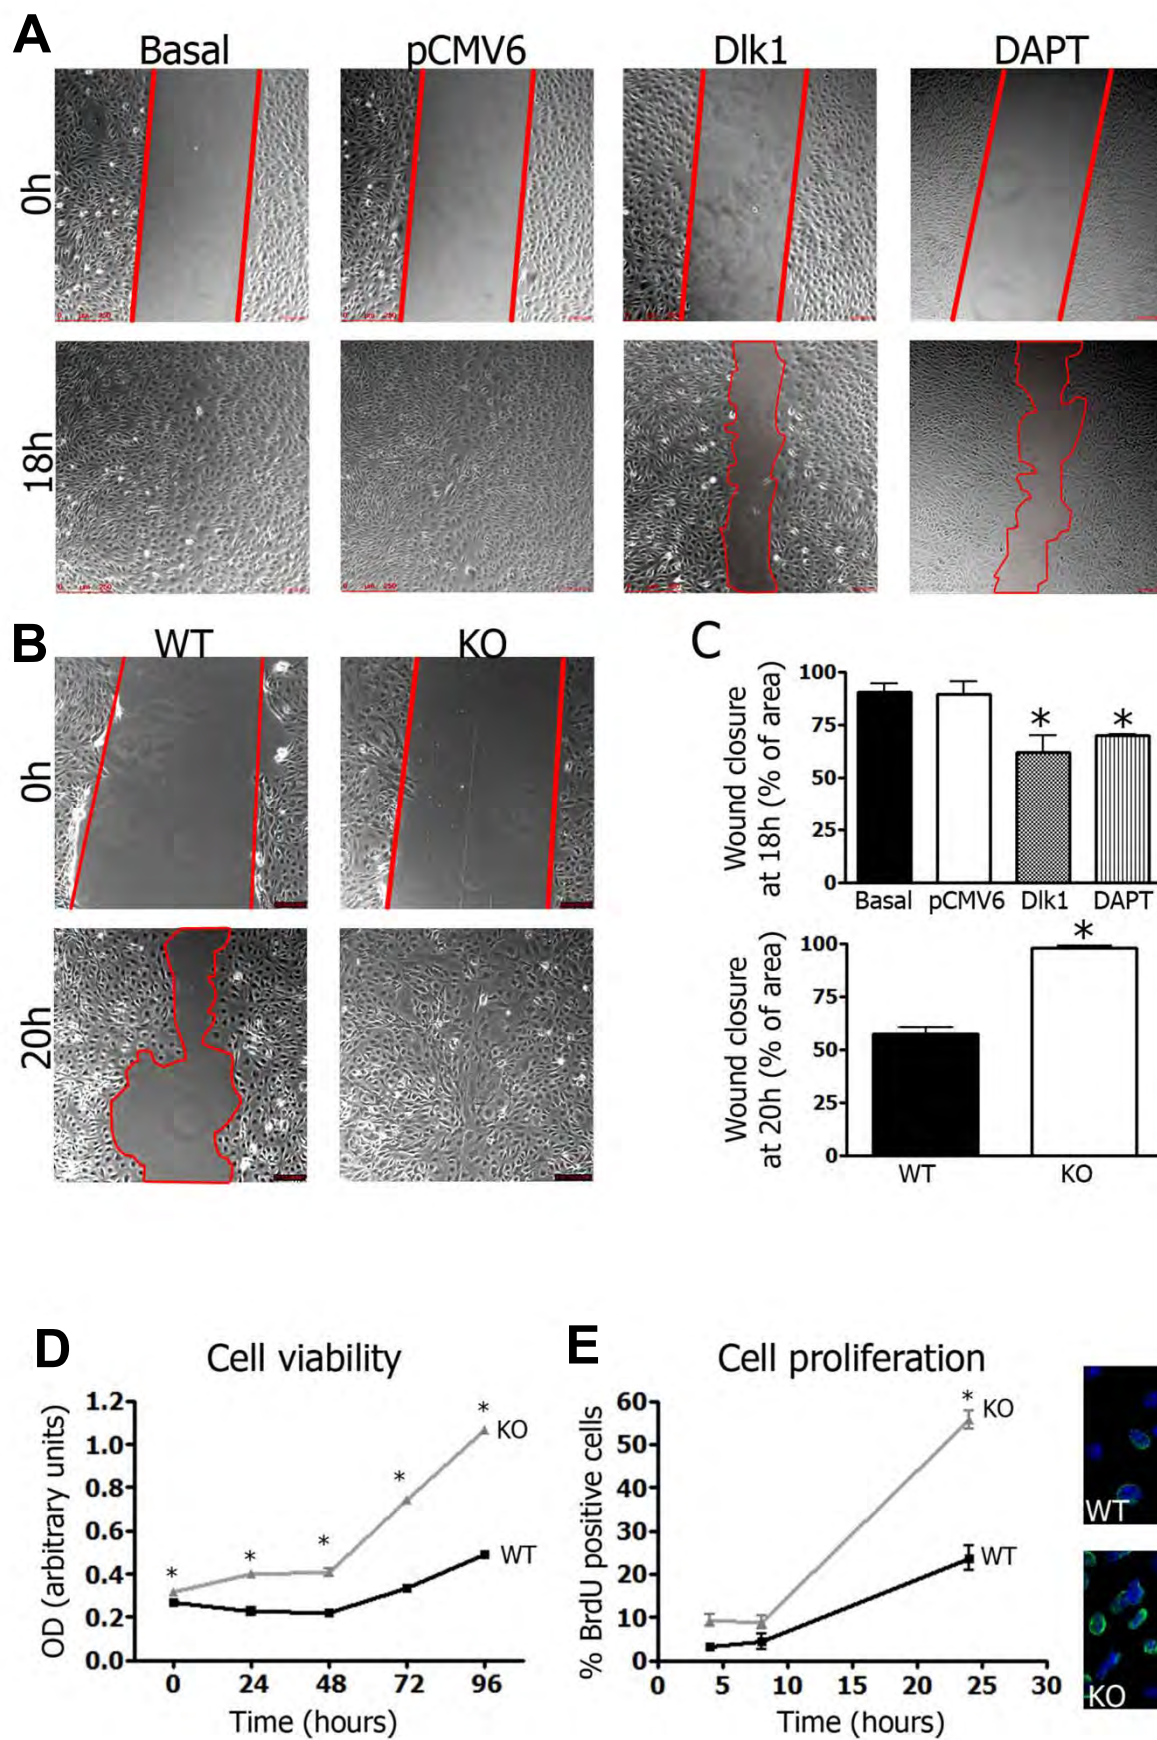 A
Basal pCMV6 Dlk1 DAPT
0h
18h
B
WT KO
0h
20h
C
Wound closure
at 18h (% of area)
100
75
50
25
0
* *
Basal pCMV6 Dlk1 DAPT
Wound closure
at 20h (% of area)
100
75
50
25
0
*
WT KO
D
Cell viability
OD (arbitrary units)
1.2
1.0
0.8
0.6
0.4
0.2
0.0
* * * * *
KO
WT
0 24 48 72 96
Time (hours)
E
Cell proliferation
% BrdU positive cells
60
50
40
30
20
10
0
*
KO
WT
0 5 10 15 20 25 30
Time (hours)
WT
KO